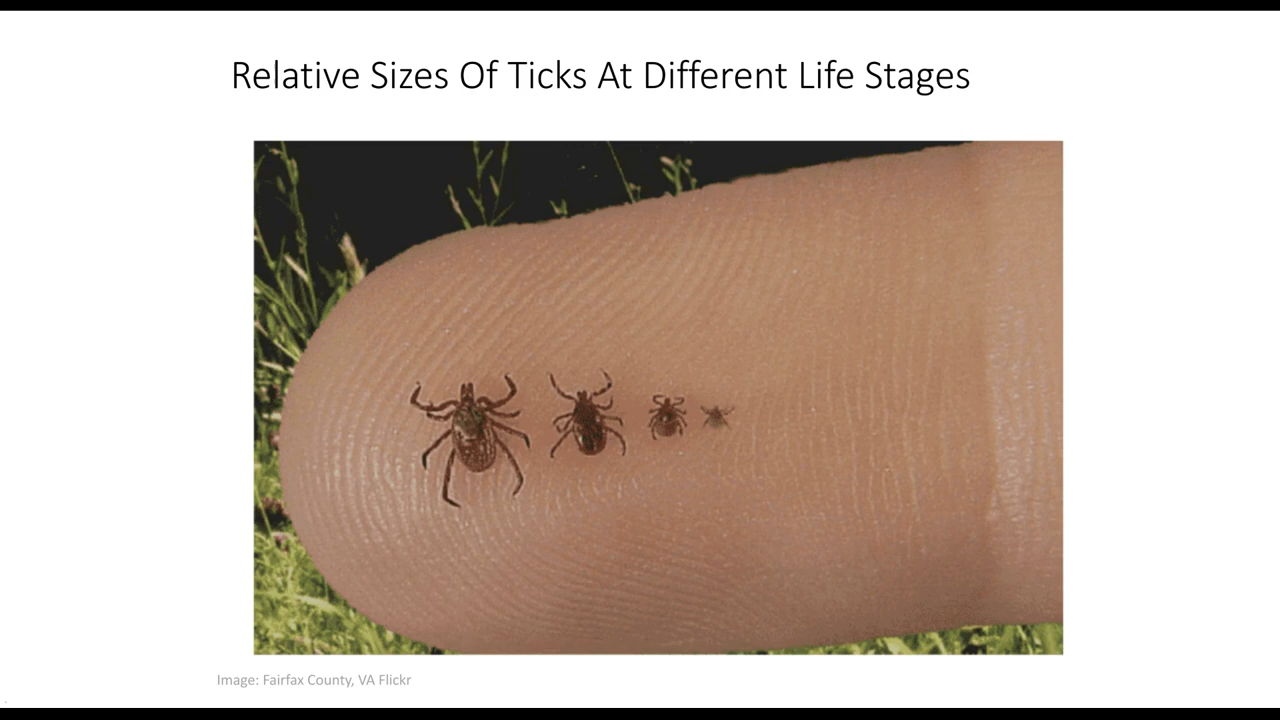 Relative Sizes Of Ticks At Different Life Stages
Image: Fairfax County, VA Flickr